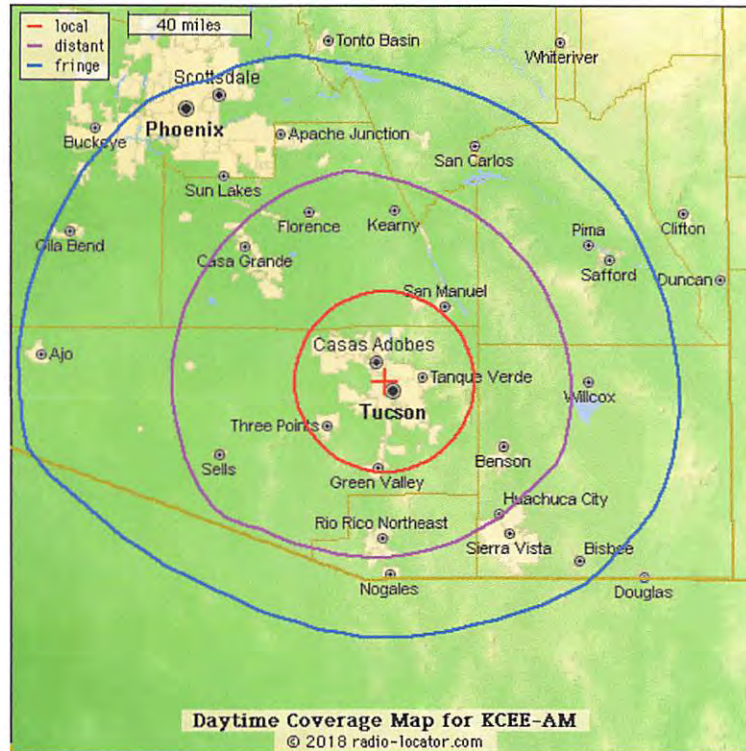 local
distant
fringe
40 miles
Tonto Basin
Whiteriver
Scottsdale
Phoenix
Buckeye
Apache Junction
San Carlos
Sun Lakes
Florence
Kearny
Gila Bend
Casa Grande
Pima
Clifton
Safford
Duncan
San Manuel
Ajo
Casas Adobes
Tanque Verde
Willcox
Tucson
Three Points
Sells
Green Valley
Benson
Huachuca City
Rio Rico Northeast
Sierra Vista
Bisbee
Nogales
Douglas
Daytime Coverage Map for KCEE-AM
© 2018 radio-locator.com